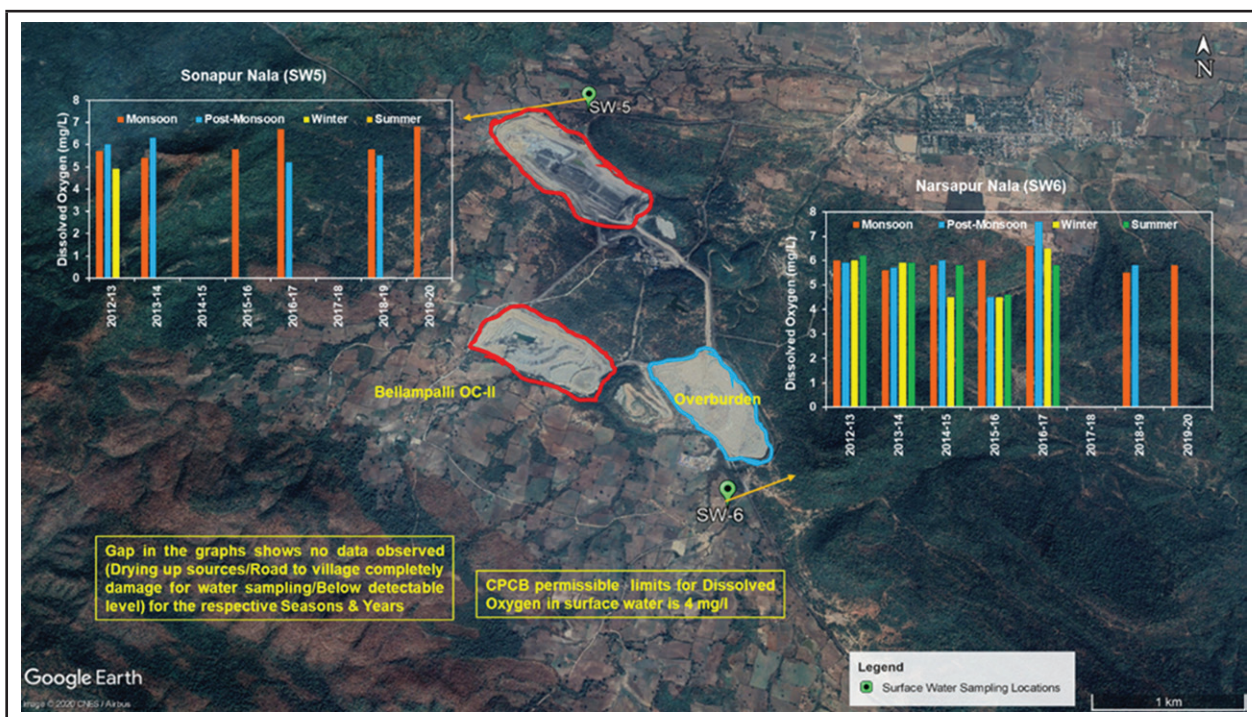 Sonapur Nala (SW5)
8
7
6
5
4
3
2
1
0
Dissolved Oxygen (mg/L)
Monsoon Post-Monsoon Winter Summer
2012-13
2013-14
2014-15
2015-16
2016-17
2017-18
2018-19
2019-20
SW-5
N
Narsapur Nala (SW6)
8
7
6
5
4
3
2
1
0
Dissolved Oxygen (mg/L)
Monsoon Post-Monsoon Winter Summer
2012-13
2013-14
2014-15
2015-16
2016-17
2017-18
2018-19
2019-20
Bellampalli OC-II
Overburden
SW-6
Gap in the graphs shows no data observed
(Drying up sources/Road to village completely
damage for water sampling/Below detectable
level) for the respective Seasons & Years
CPCB permissible limits for Dissolved
Oxygen in surface water is 4 mg/l
Google Earth
Image © 2020 CNES / Airbus
Legend
Surface Water Sampling Locations
1 km